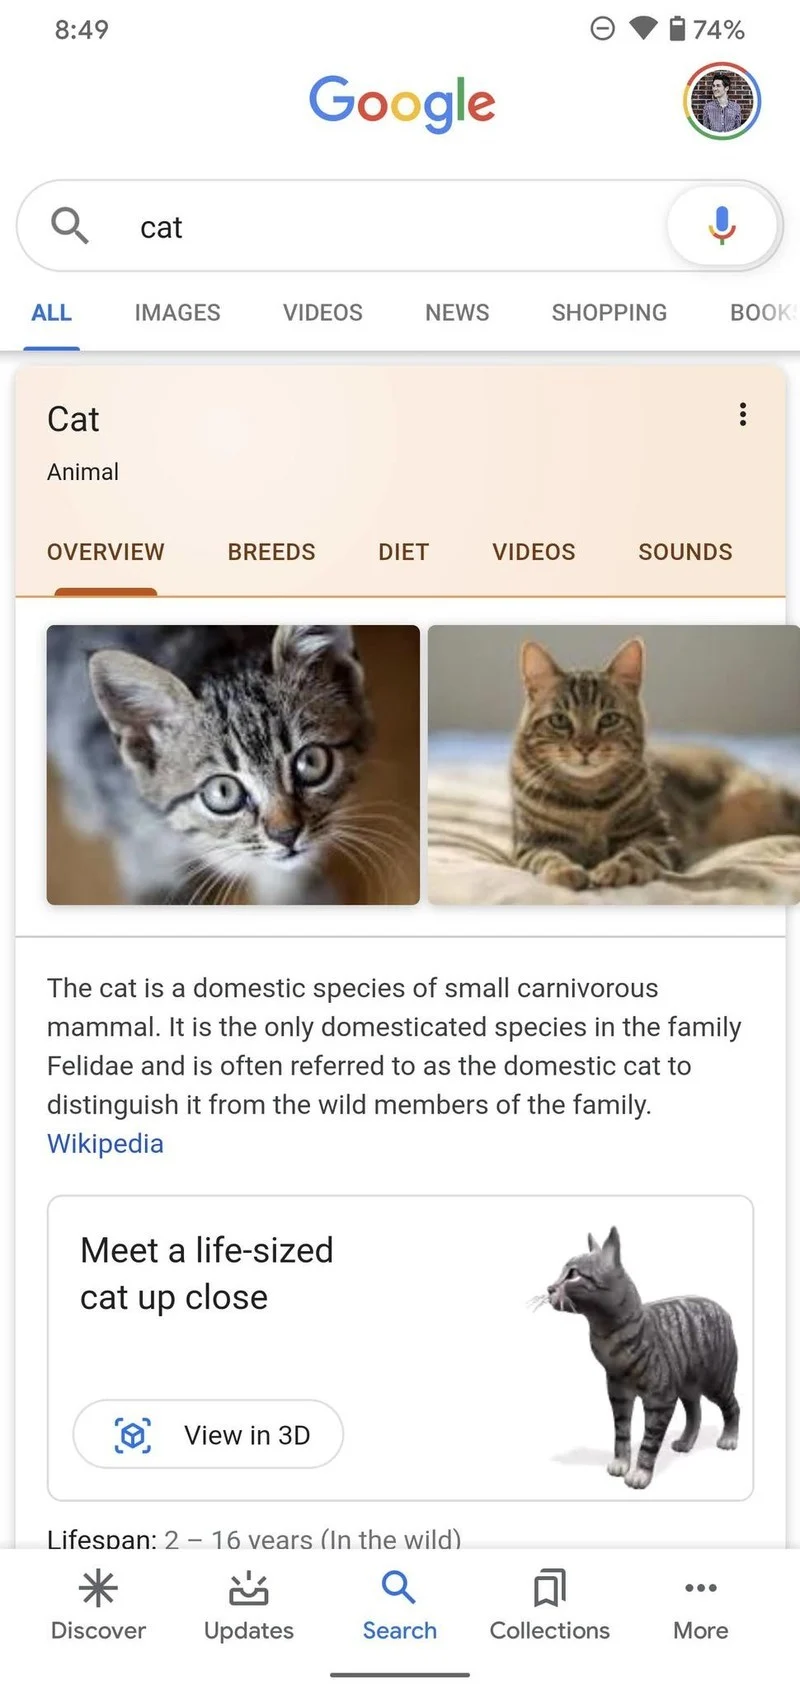 8:49
74%
Google
cat
ALL IMAGES VIDEOS NEWS SHOPPING BOOKS
Cat
Animal
OVERVIEW BREEDS DIET VIDEOS SOUNDS
The cat is a domestic species of small carnivorous
mammal. It is the only domesticated species in the family
Felidae and is often referred to as the domestic cat to
distinguish it from the wild members of the family.
Wikipedia
Meet a life-sized
cat up close
View in 3D
Lifespan: 2 – 16 years (In the wild)
Discover Updates Search Collections More